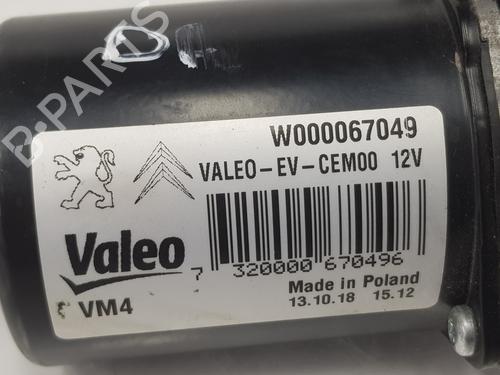 B-PARTS
W000067049
VALEO-EV-CEM00 12V
Valeo
7 320000 670496
VM4
Made in Poland
13.10.18 15.12